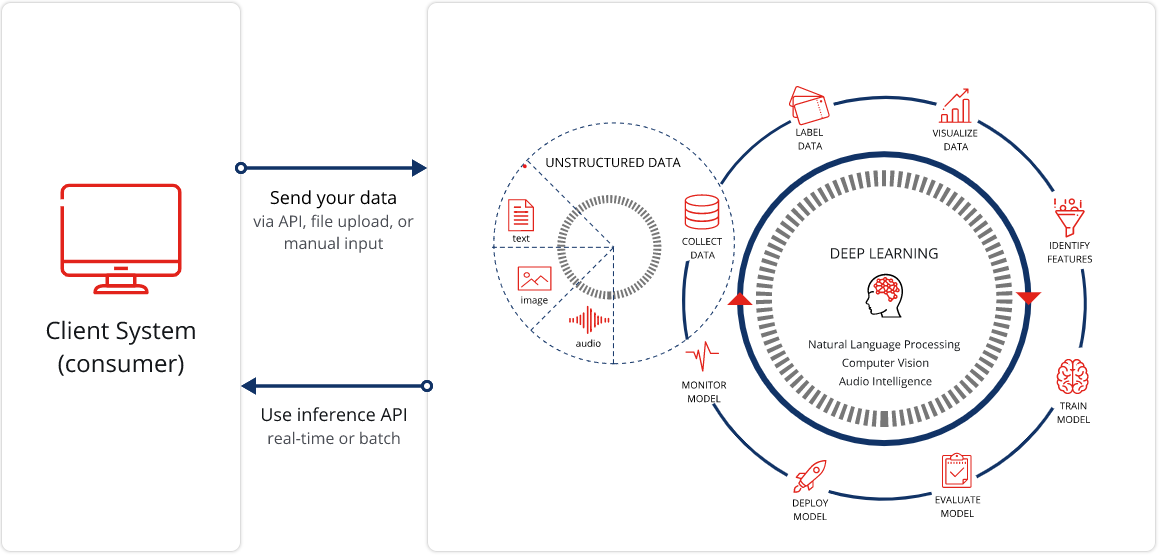 Client System
(consumer)
Send your data
via API, file upload, or
manual input
Use inference API
real-time or batch
UNSTRUCTURED DATA
text
image
audio
COLLECT
DATA
LABEL
DATA
VISUALIZE
DATA
IDENTIFY
FEATURES
TRAIN
MODEL
EVALUATE
MODEL
DEPLOY
MODEL
MONITOR
MODEL
DEEP LEARNING
Natural Language Processing
Computer Vision
Audio Intelligence